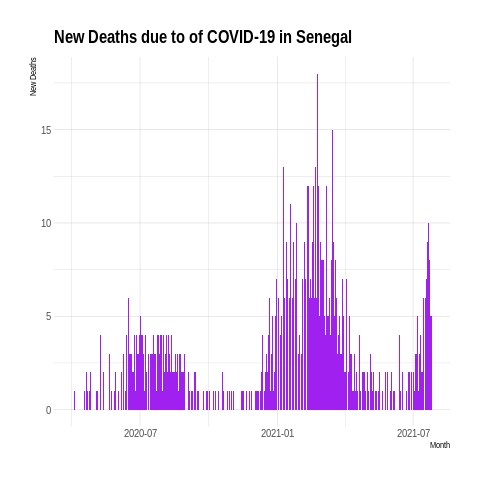 New Deaths due to of COVID-19 in Senegal
New Deaths
15
10
5
0
2020-07
2021-01
2021-07
Month